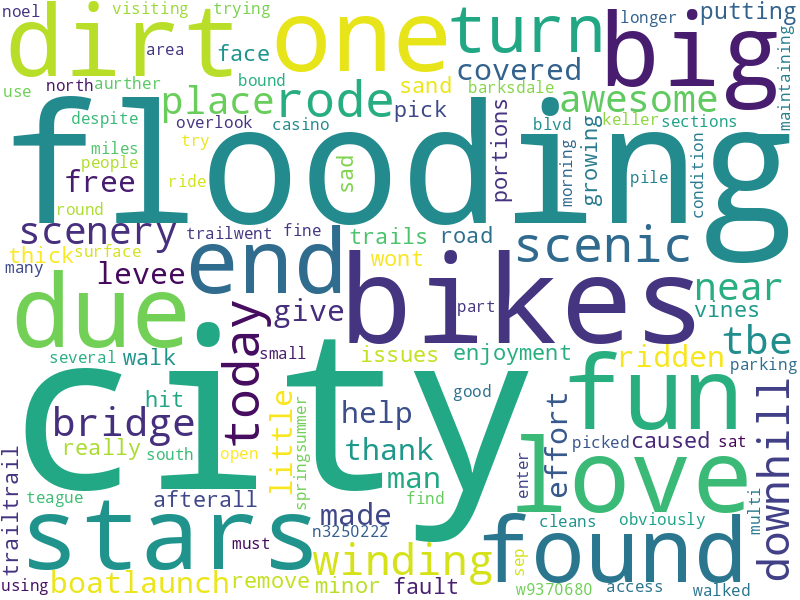 noel visiting trying longer putting
dirt one turn big
area face covered
north aurther bound sand barksdale maintaining
use place rode pick awesome
despite overlook casino portions blvd keller sections
flooding
miles try sad morning growing pile condition
people
free ride
round
scenery trailwent fine trails road scenic
thick surface end wont bikes
many levee give part near
due today vines
city
several walk small issues enjoyment ridden tbe
parking
hit good fun
bridge little help effort downhill
really thank picked caused sat
south open man love
trailtrail springsummer enter
teague afterall find multi
stars made found
must n3250222 cleans obviously
winding sep
using boatlaunch remove minor fault w9370680 access walked